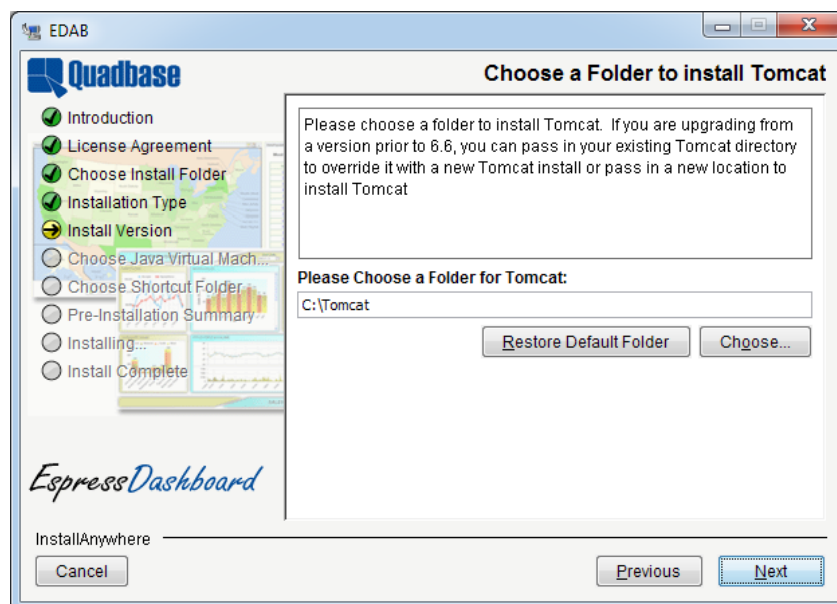 EDAB
Quadbase
Choose a Folder to install Tomcat
Introduction
License Agreement
Choose Install Folder
Installation Type
Install Version
Choose Java Virtual Mach...
Choose Shortcut Folder
Pre-Installation Summary
Installing...
Install Complete
Please choose a folder to install Tomcat. If you are upgrading from
a version prior to 6.6, you can pass in your existing Tomcat directory
to override it with a new Tomcat install or pass in a new location to
install Tomcat
Please Choose a Folder for Tomcat:
C:\Tomcat
Restore Default Folder
Choose...
EspressDashboard
InstallAnywhere
Cancel
Previous
Next